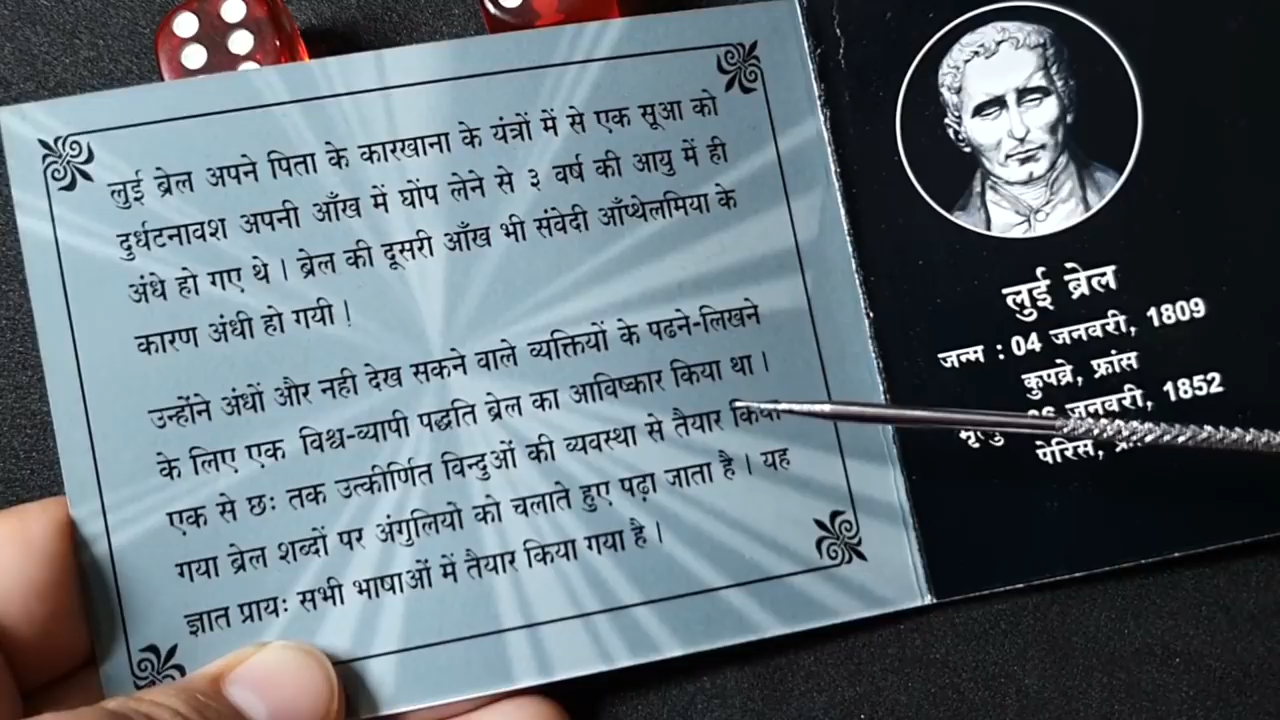 लुई ब्रेल अपने पिता के कारखाना के यंत्रों में से एक सूआ को
दुर्धटनावश अपनी आँख में घोंप लेने से ३ वर्ष की आयु में ही
अंधे हो गए थे । ब्रेल की दूसरी आँख भी संवेदी आँप्थेलमिया के
कारण अंधी हो गयी !
उन्होंने अंधों और नही देख सकने वाले व्यक्तियों के पढने-लिखने
के लिए एक विश्व-व्यापी पद्धति ब्रेल का आविष्कार किया था ।
एक से छः तक उत्कीर्णित विन्दुओं की व्यवस्था से तैयार किया
गया ब्रेल शब्दों पर अंगुलियो को चलाते हुए पढ़ा जाता है । यह
ज्ञात प्रायः सभी भाषाओं में तैयार किया गया है ।
लुई ब्रेल
जन्म : 04 जनवरी, 1809
कुपव्रे, फ्रांस
जनवरी, 1852
पेरिस,